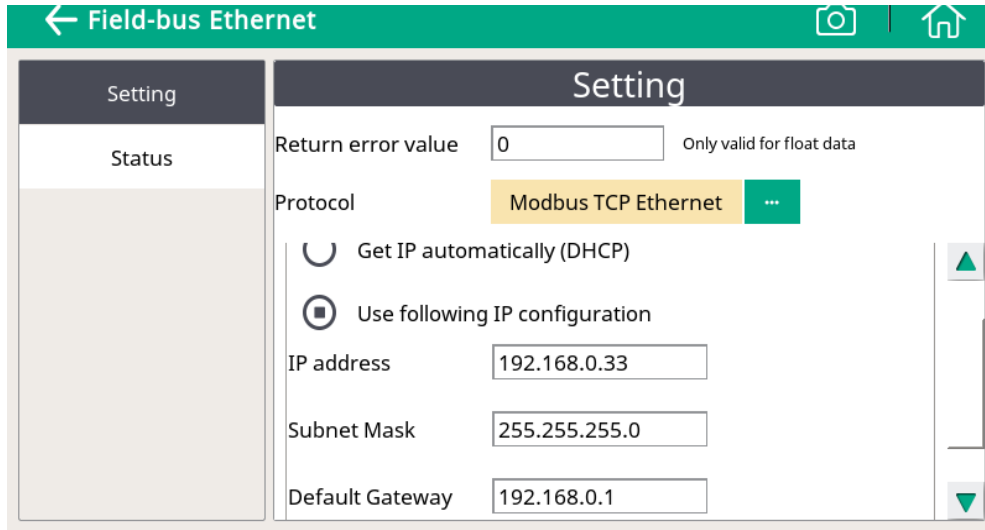 Field-bus Ethernet
Setting
Status
Setting
Return error value 0 Only valid for float data
Protocol Modbus TCP Ethernet ...
Get IP automatically (DHCP)
Use following IP configuration
IP address 192.168.0.33
Subnet Mask 255.255.255.0
Default Gateway 192.168.0.1